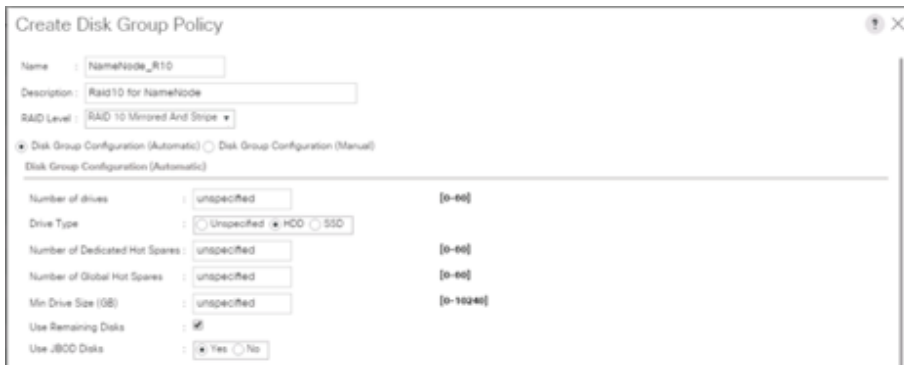 Create Disk Group Policy ? ×
Name : NameNode_R10
Description : Raid10 for NameNode
RAID Level : RAID 10 Mirrored And Stripe
Disk Group Configuration (Automatic) Disk Group Configuration (Manual)
Disk Group Configuration (Automatic)
Number of drives : unspecified [0-60]
Drive Type : Unspecified HDD SSD
Number of Dedicated Hot Spares : unspecified [0-60]
Number of Global Hot Spares : unspecified [0-60]
Min Drive Size (GB) : unspecified [0-10240]
Use Remaining Disks :
Use JBOD Disks : Yes No